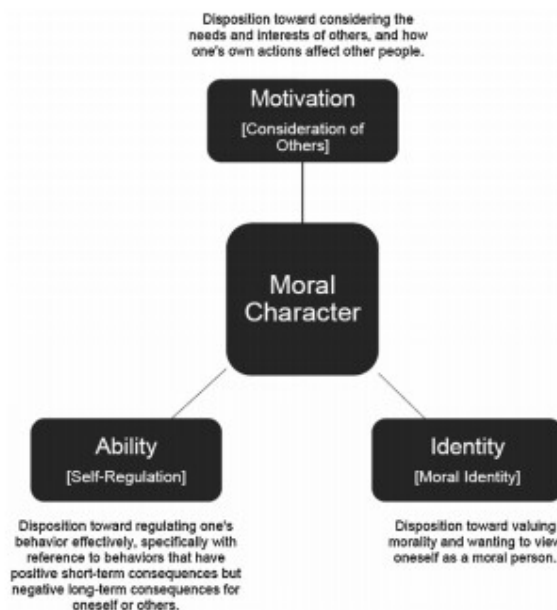 Disposition toward considering the
needs and interests of others, and how
one's own actions affect other people.
Motivation
[Consideration of
Others]
Moral
Character
Ability
[Self-Regulation]
Identity
[Moral Identity]
Disposition toward regulating one's
behavior effectively, specifically with
reference to behaviors that have
positive short-term consequences but
negative long-term consequences for
oneself or others.
Disposition toward valuing
morality and wanting to view
oneself as a moral person.